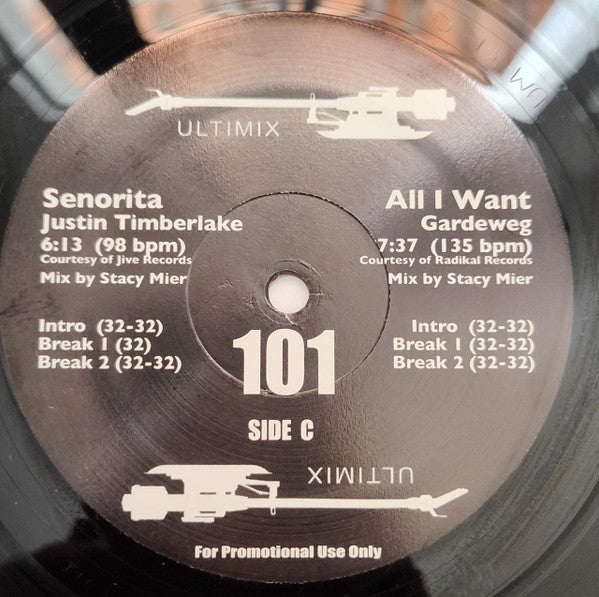 ULTIMIX
Senorita
Justin Timberlake
6:13 (98 bpm)
Courtesy of Jive Records
Mix by Stacy Mier
Intro (32-32)
Break 1 (32)
Break 2 (32-32)
All I Want
Gardeweg
7:37 (135 bpm)
Courtesy of Radikal Records
Mix by Stacy Mier
Intro (32-32)
Break 1 (32-32)
Break 2 (32-32)
101
SIDE C
ULTIMIX
For Promotional Use Only